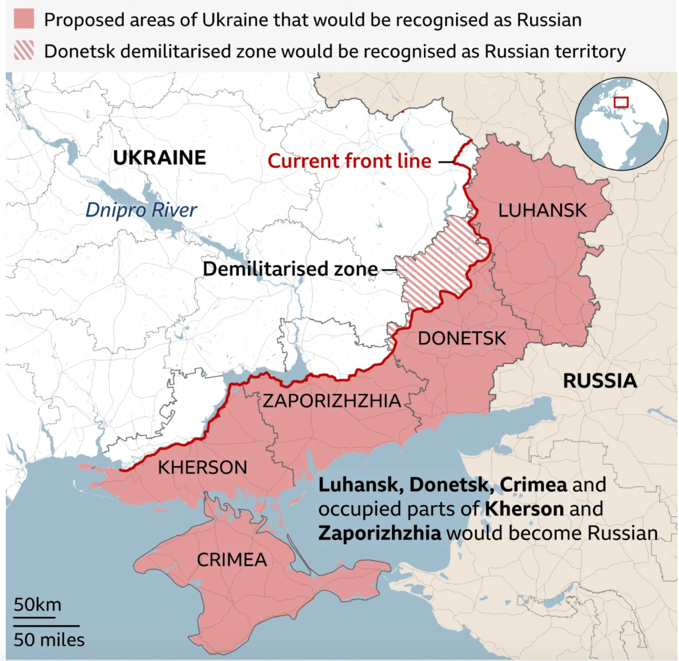 Proposed areas of Ukraine that would be recognised as Russian
Donetsk demilitarised zone would be recognised as Russian territory
UKRAINE
Current front line
Dnipro River
LUHANSK
Demilitarised zone
DONETSK
RUSSIA
ZAPORIZHZHIA
KHERSON
Luhansk, Donetsk, Crimea and
occupied parts of Kherson and
Zaporizhzhia would become Russian
CRIMEA
50km
50 miles